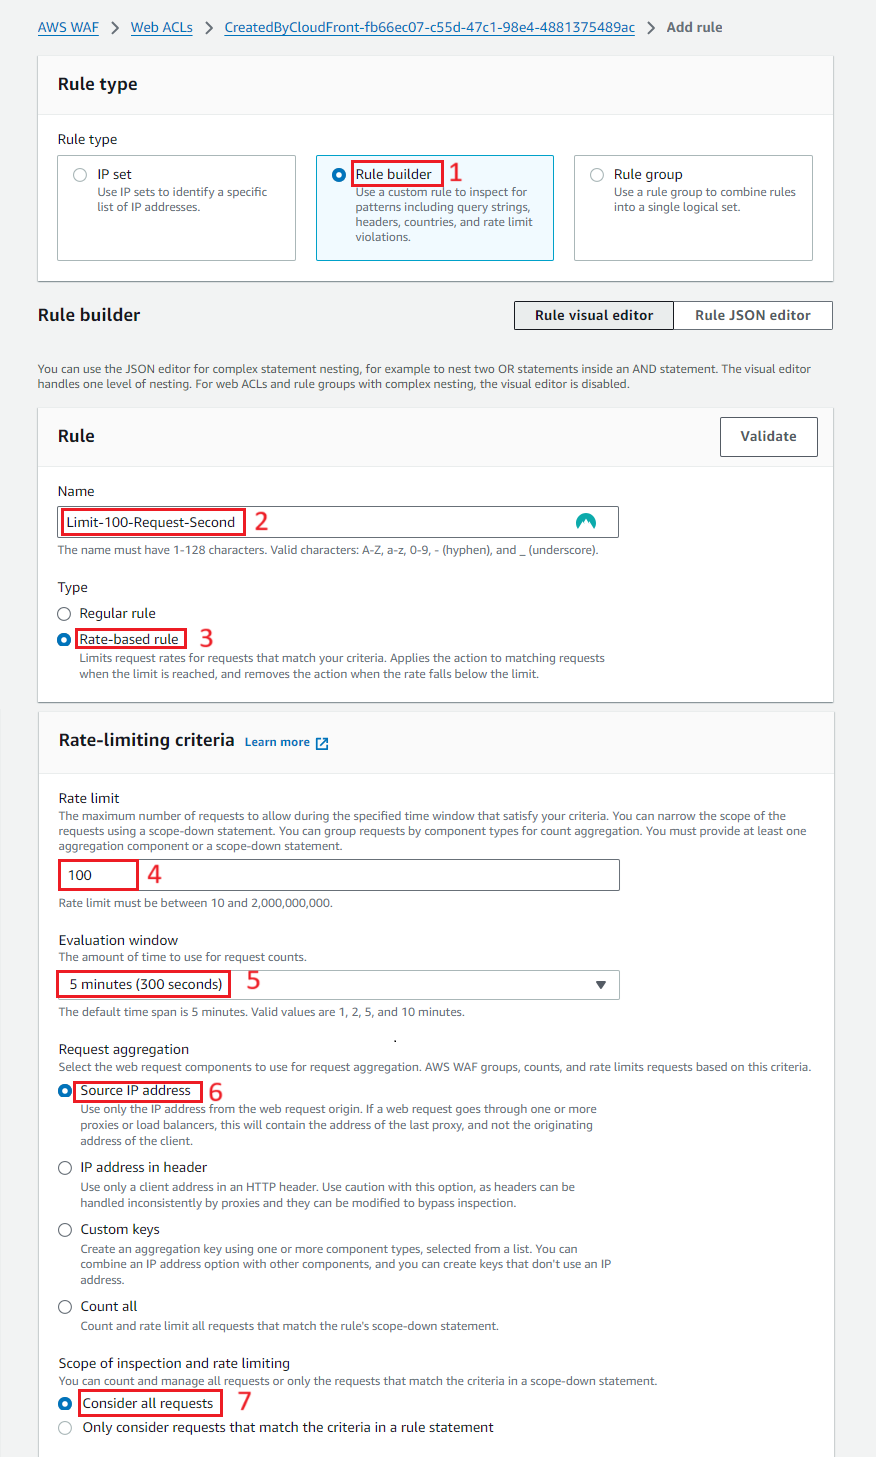 AWS WAF > Web ACLs > CreatedByCloudFront-fb66ec07-c55d-47c1-98e4-4881375489ac > Add rule
Rule type
Rule type
IP set
Use IP sets to identify a specific
list of IP addresses.
Rule builder 1
Use a custom rule to inspect for
patterns including query strings,
headers, countries, and rate limit
violations.
Rule group
Use a rule group to combine rules
into a single logical set.
Rule builder
Rule visual editor
Rule JSON editor
You can use the JSON editor for complex statement nesting, for example to nest two OR statements inside an AND statement. The visual editor
handles one level of nesting. For web ACLs and rule groups with complex nesting, the visual editor is disabled.
Rule
Validate
Name
Limit-100-Request-Second 2
The name must have 1-128 characters. Valid characters: A-Z, a-z, 0-9, - (hyphen), and _ (underscore).
Type
Regular rule
Rate-based rule 3
Limits request rates for requests that match your criteria. Applies the action to matching requests
when the limit is reached, and removes the action when the rate falls below the limit.
Rate-limiting criteria Learn more
Rate limit
The maximum number of requests to allow during the specified time window that satisfy your criteria. You can narrow the scope of the
requests using a scope-down statement. You can group requests by component types for count aggregation. You must provide at least one
aggregation component or a scope-down statement.
100 4
Rate limit must be between 10 and 2,000,000,000.
Evaluation window
The amount of time to use for request counts.
5 minutes (300 seconds) 5
The default time span is 5 minutes. Valid values are 1, 2, 5, and 10 minutes.
Request aggregation
Select the web request components to use for request aggregation. AWS WAF groups, counts, and rate limits requests based on this criteria.
Source IP address 6
Use only the IP address from the web request origin. If a web request goes through one or more
proxies or load balancers, this will contain the address of the last proxy, and not the originating
address of the client.
IP address in header
Use only a client address in an HTTP header. Use caution with this option, as headers can be
handled inconsistently by proxies and they can be modified to bypass inspection.
Custom keys
Create an aggregation key using one or more component types, selected from a list. You can
combine an IP address option with other components, and you can create keys that don't use an IP
address.
Count all
Count and rate limit all requests that match the rule's scope-down statement.
Scope of inspection and rate limiting
You can count and manage all requests or only the requests that match the criteria in a scope-down statement.
Consider all requests 7
Only consider requests that match the criteria in a rule statement